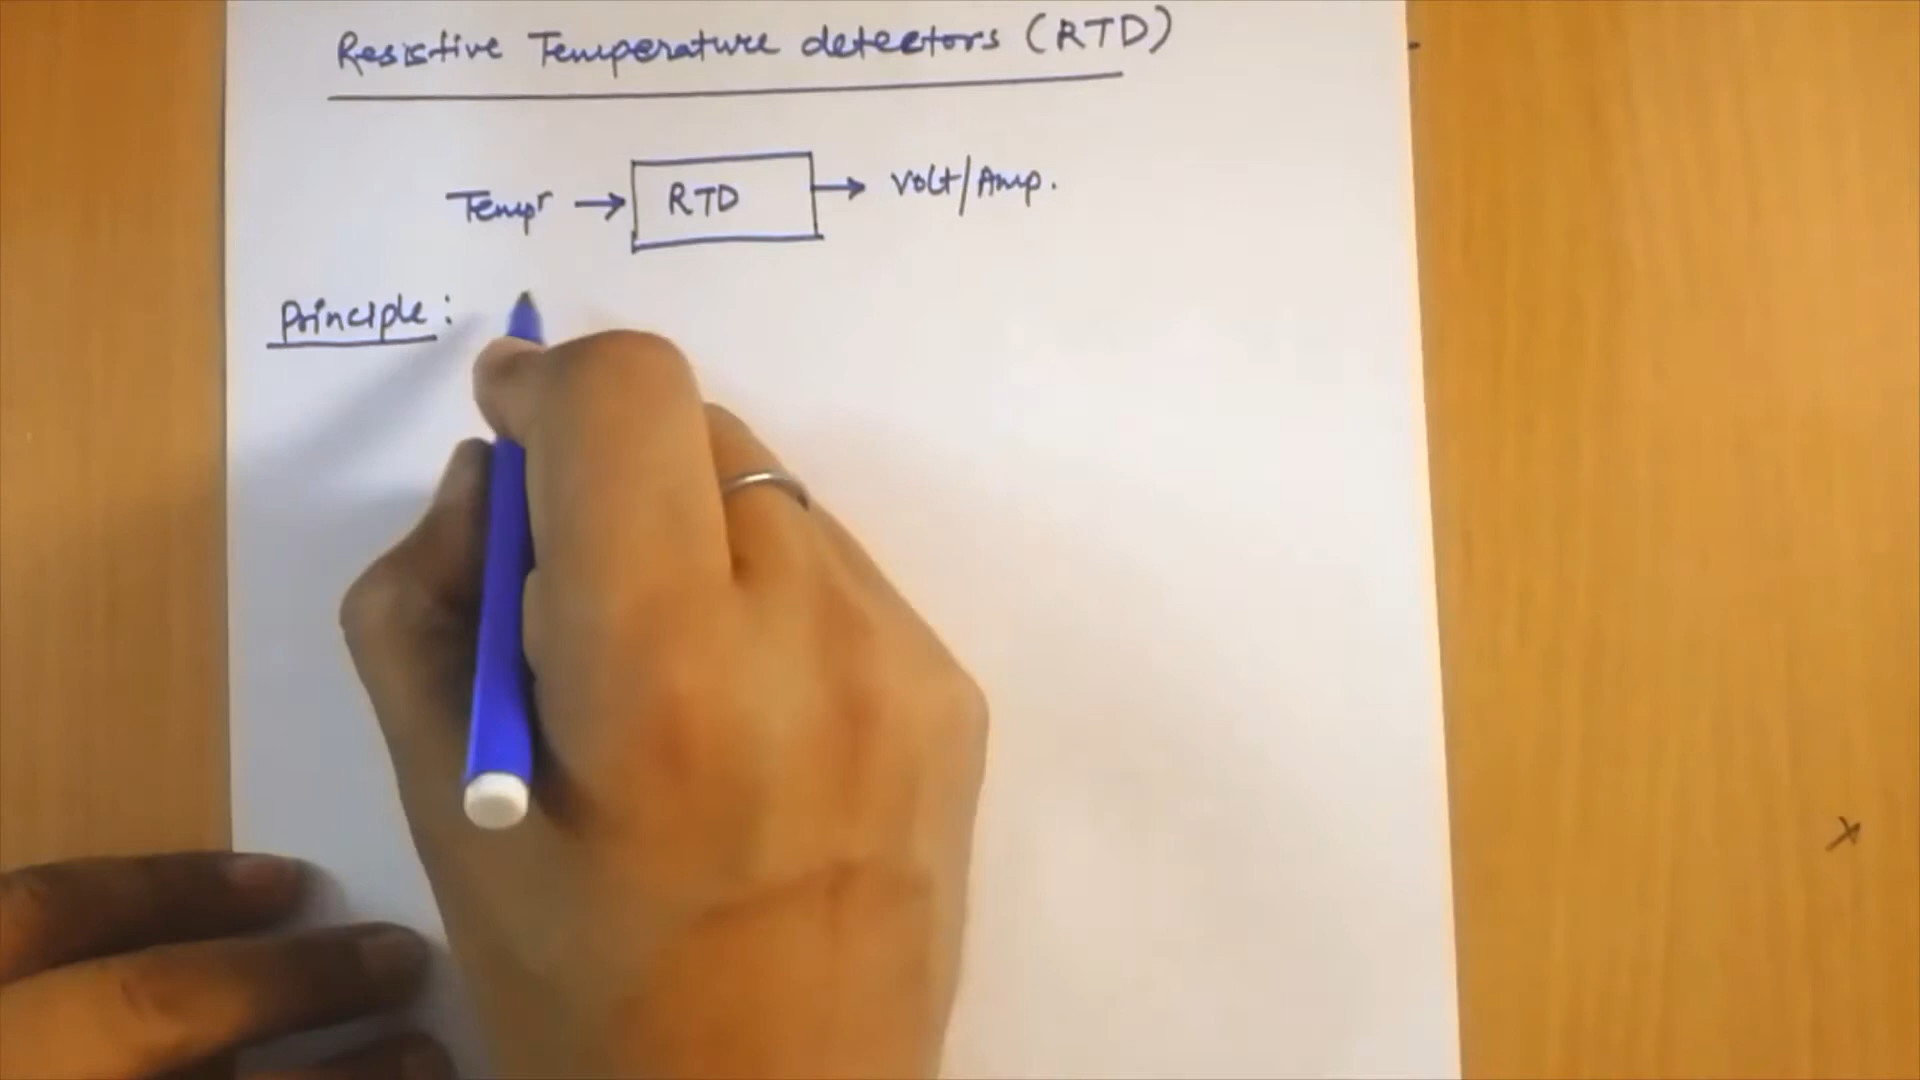 Resistive Temperature detectors (RTD)
Tempr → RTD → Volt/Amp.
Principle: